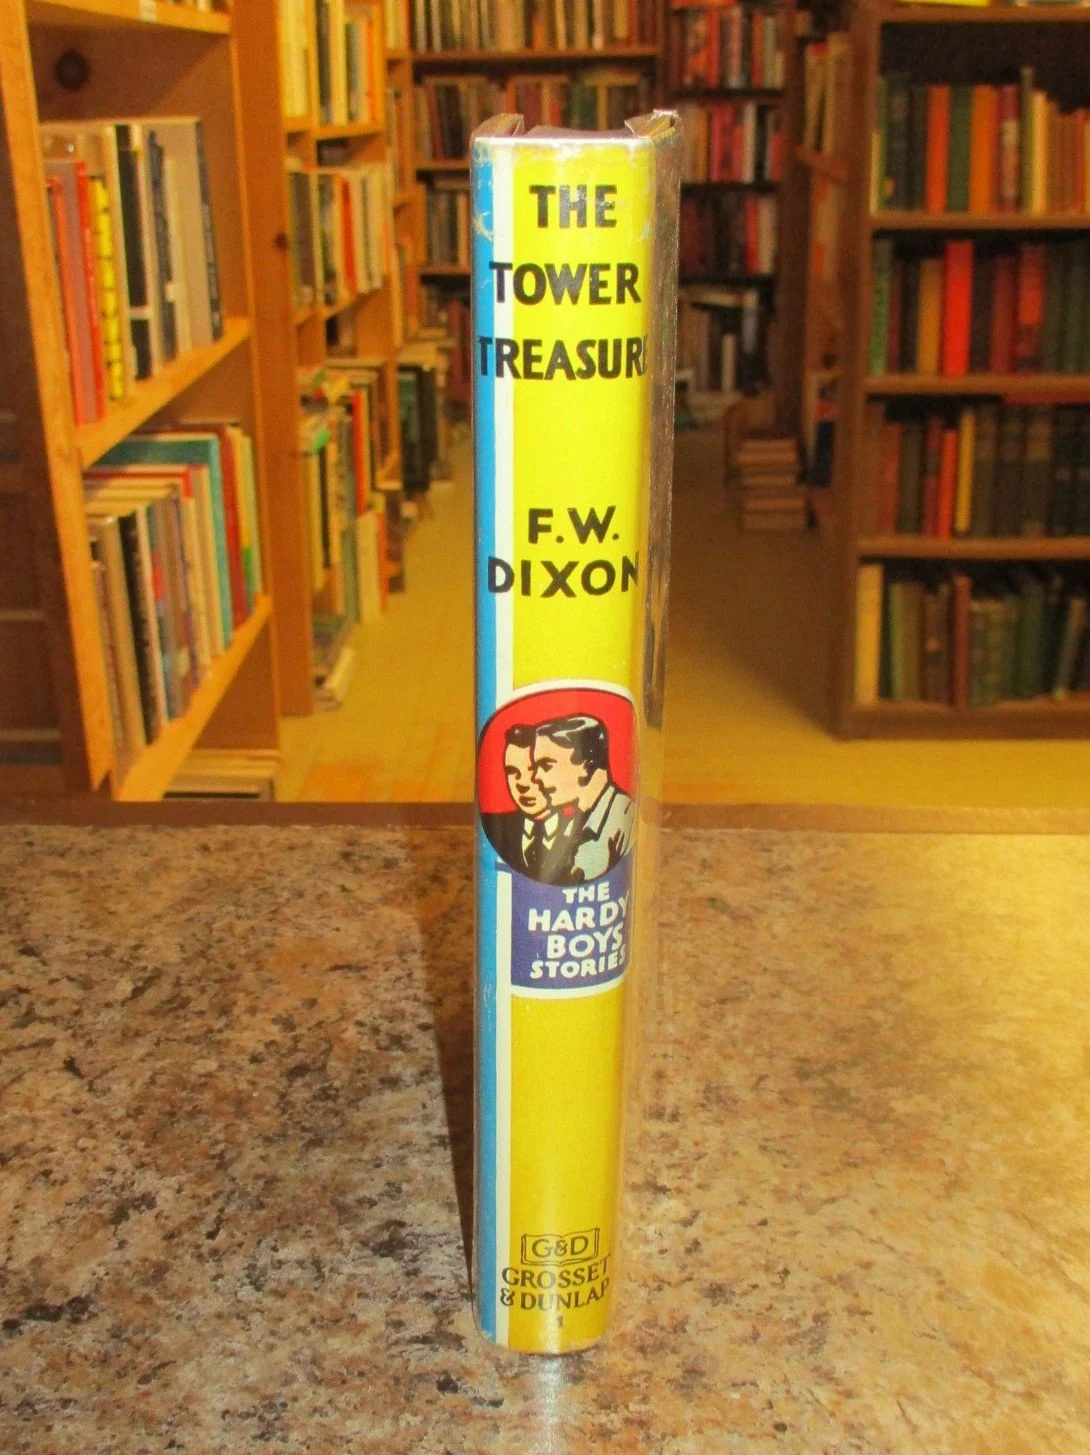 THE
TOWER
TREASURE
F.W.
DIXON
THE
HARDY
BOYS
STORIES
G&D
GROSSET
& DUNLAP
1